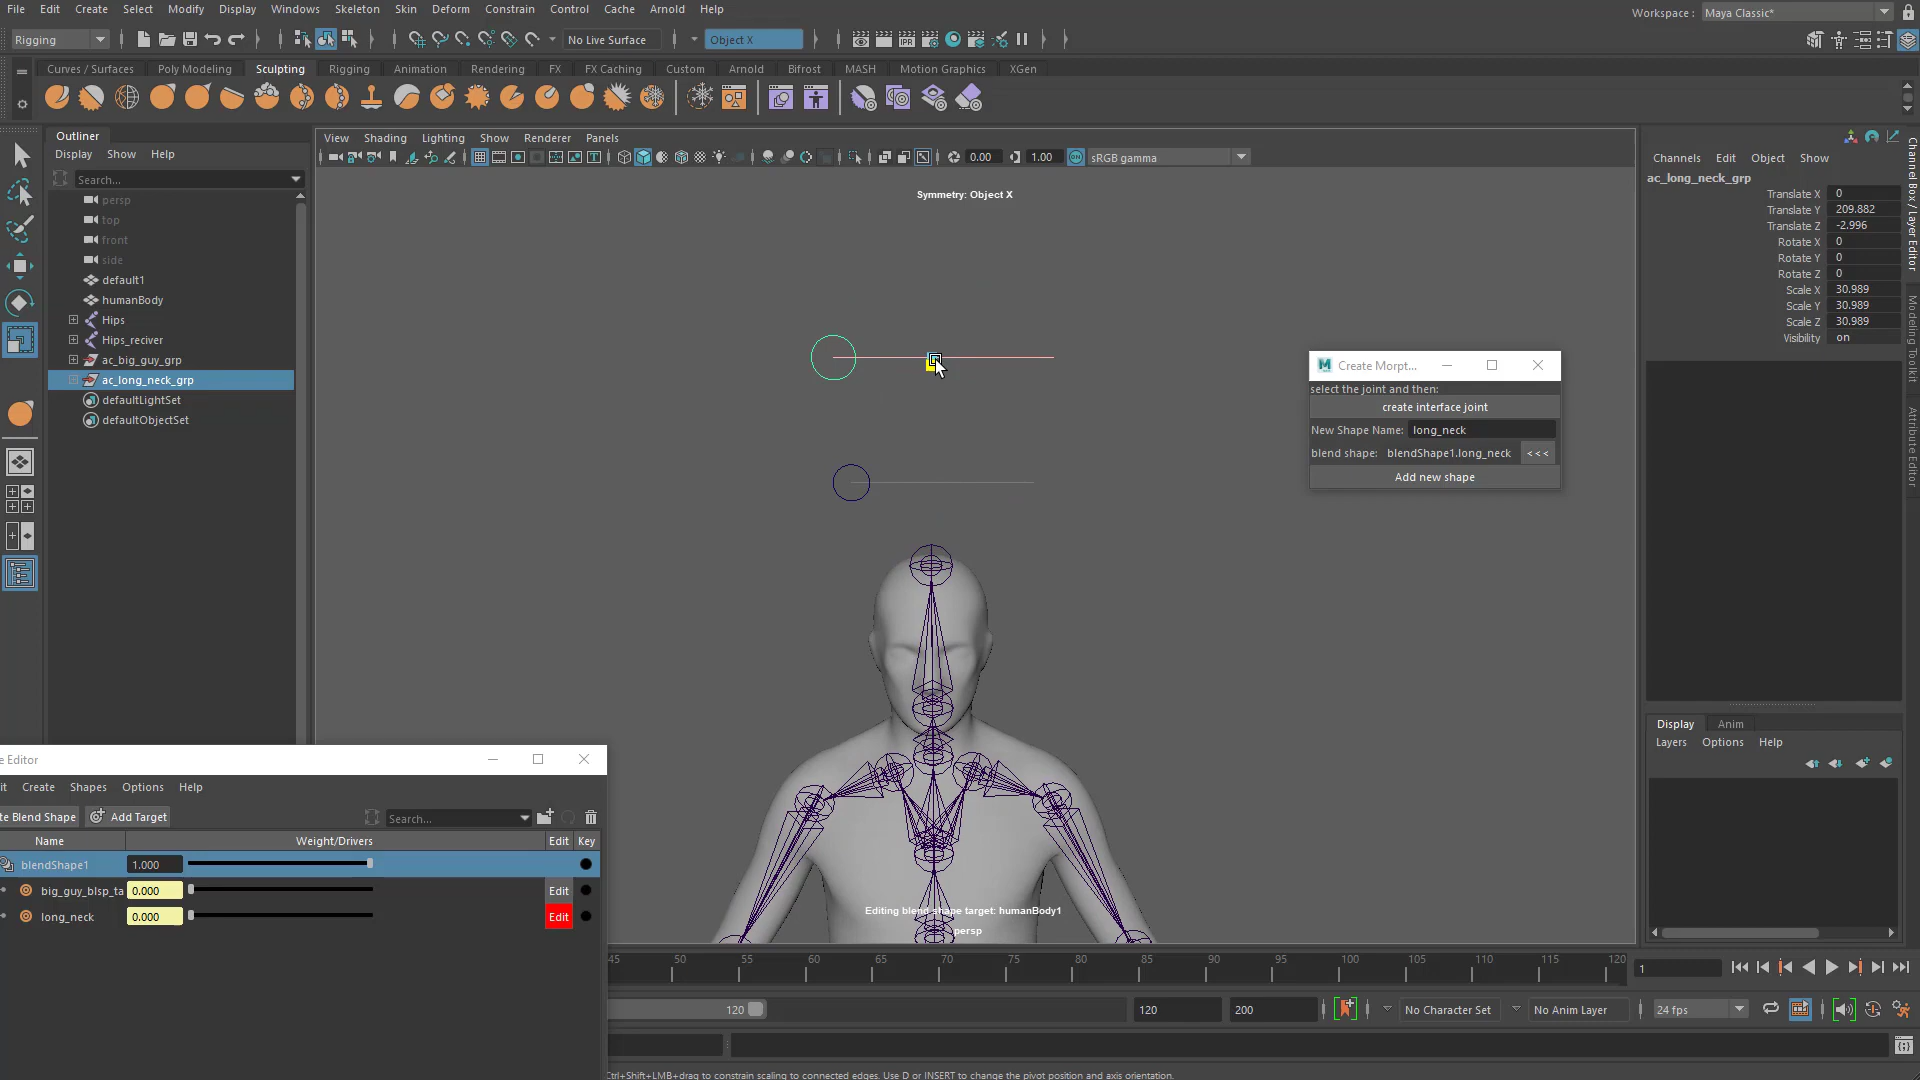 File Edit Create Select Modify Display Windows Skeleton Skin Deform Constrain Control Cache Arnold Help
Workspace : Maya Classic*
Rigging
No Live Surface
Object X
Curves / Surfaces Poly Modeling Sculpting Rigging Animation Rendering FX FX Caching Custom Arnold Bifrost MASH Motion Graphics XGen
IPR
Outliner
Display Show Help
Search...
persp
top
front
side
default1
humanBody
Hips
Hips_reciver
ac_big_guy_grp
ac_long_neck_grp
defaultLightSet
defaultObjectSet
View Shading Lighting Show Renderer Panels
0.00 1.00 sRGB gamma
Symmetry: Object X
Create Morpt...
select the joint and then:
create interface joint
New Shape Name: long_neck
blend shape: blendShape1.long_neck <<<
Add new shape
Editing blend shape target: humanBody1
persp
Channels Edit Object Show
ac_long_neck_grp
Translate X 0
Translate Y 209.882
Translate Z -2.996
Rotate X 0
Rotate Y 0
Rotate Z 0
Scale X 30.989
Scale Y 30.989
Scale Z 30.989
Visibility on
Channel Box / Layer Editor
Modeling Toolkit
Attribute Editor
Display Anim
Layers Options Help
e Editor
it Create Shapes Options Help
te Blend Shape Add Target Search...
Name Weight/Drivers Edit Key
blendShape1 1.000
big_guy_blsp_ta 0.000 Edit
long_neck 0.000 Edit
45 50 55 60 65 70 75 80 85 90 95 100 105 110 115 120
1
120 120 200 No Character Set No Anim Layer 24 fps
Ctrl+Shift+LMB+drag to constrain scaling to connected edges. Use D or INSERT to change the pivot position and axis orientation.